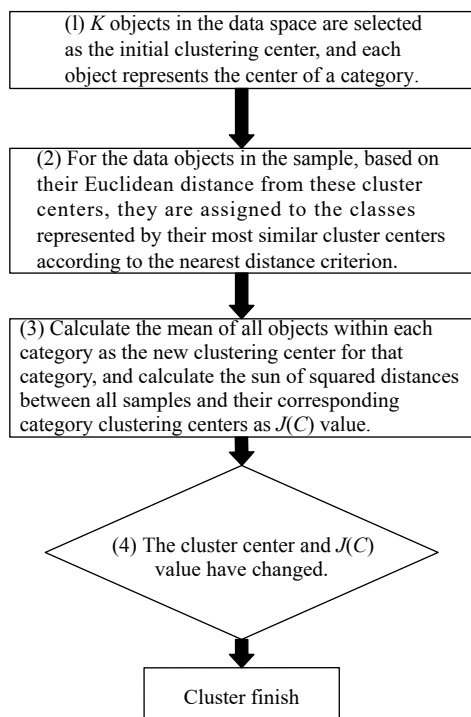 (l) K objects in the data space are selected
as the initial clustering center, and each
object represents the center of a category.
(2) For the data objects in the sample, based on
their Euclidean distance from these cluster
centers, they are assigned to the classes
represented by their most similar cluster centers
according to the nearest distance criterion.
(3) Calculate the mean of all objects within each
category as the new clustering center for that
category, and calculate the sun of squared distances
between all samples and their corresponding
category clustering centers as J(C) value.
(4) The cluster center and J(C)
value have changed.
Cluster finish